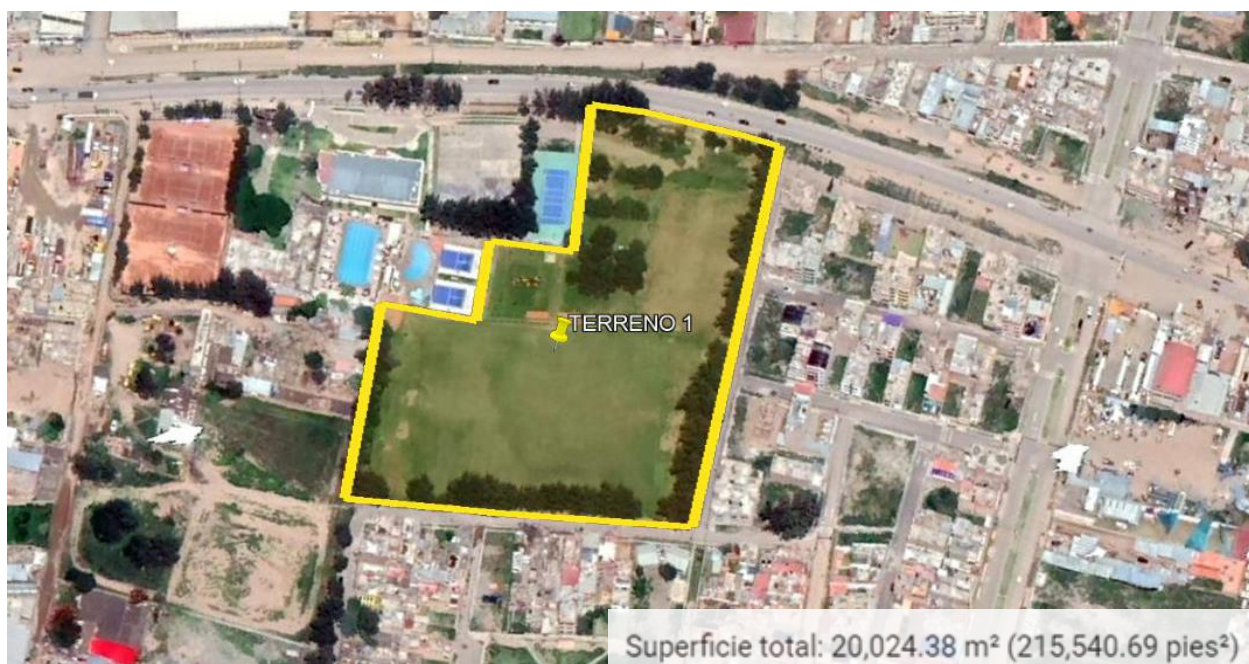 TERRENO 1
Superficie total: 20,024.38 m² (215,540.69 pies²)